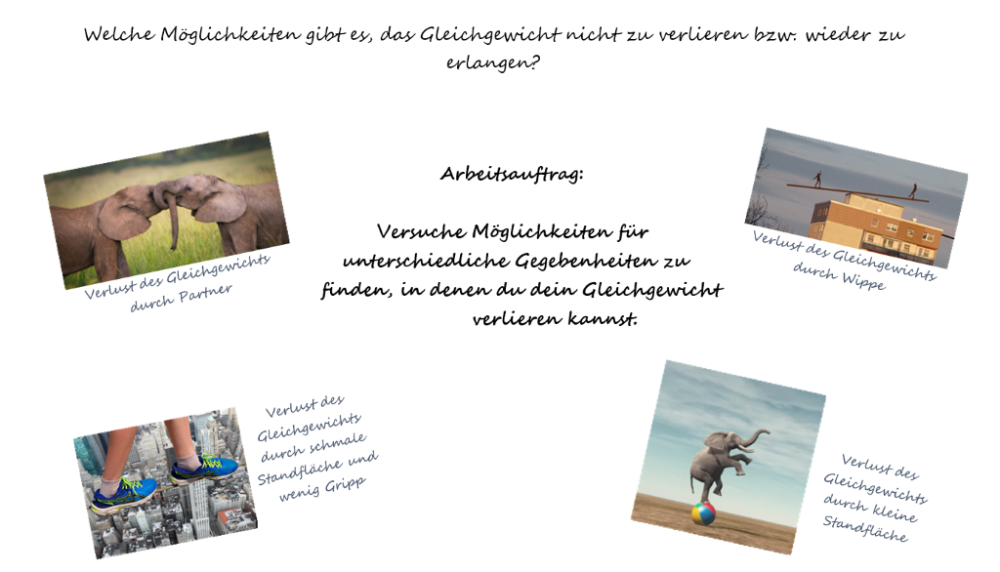 Welche Möglichkeiten gibt es, das Gleichgewicht nicht zu verlieren bzw. wieder zu
erlangen?
Arbeitsauftrag:
Versuche Möglichkeiten für
unterschiedliche Gegebenheiten zu
finden, in denen du dein Gleichgewicht
verlieren kannst.
Verlust des Gleichgewichts
durch Partner
Verlust des Gleichgewichts
durch Wippe
Verlust des
Gleichgewichts
durch schmale
Standfläche und
wenig Gripp
Verlust des
Gleichgewichts
durch kleine
Standfläche